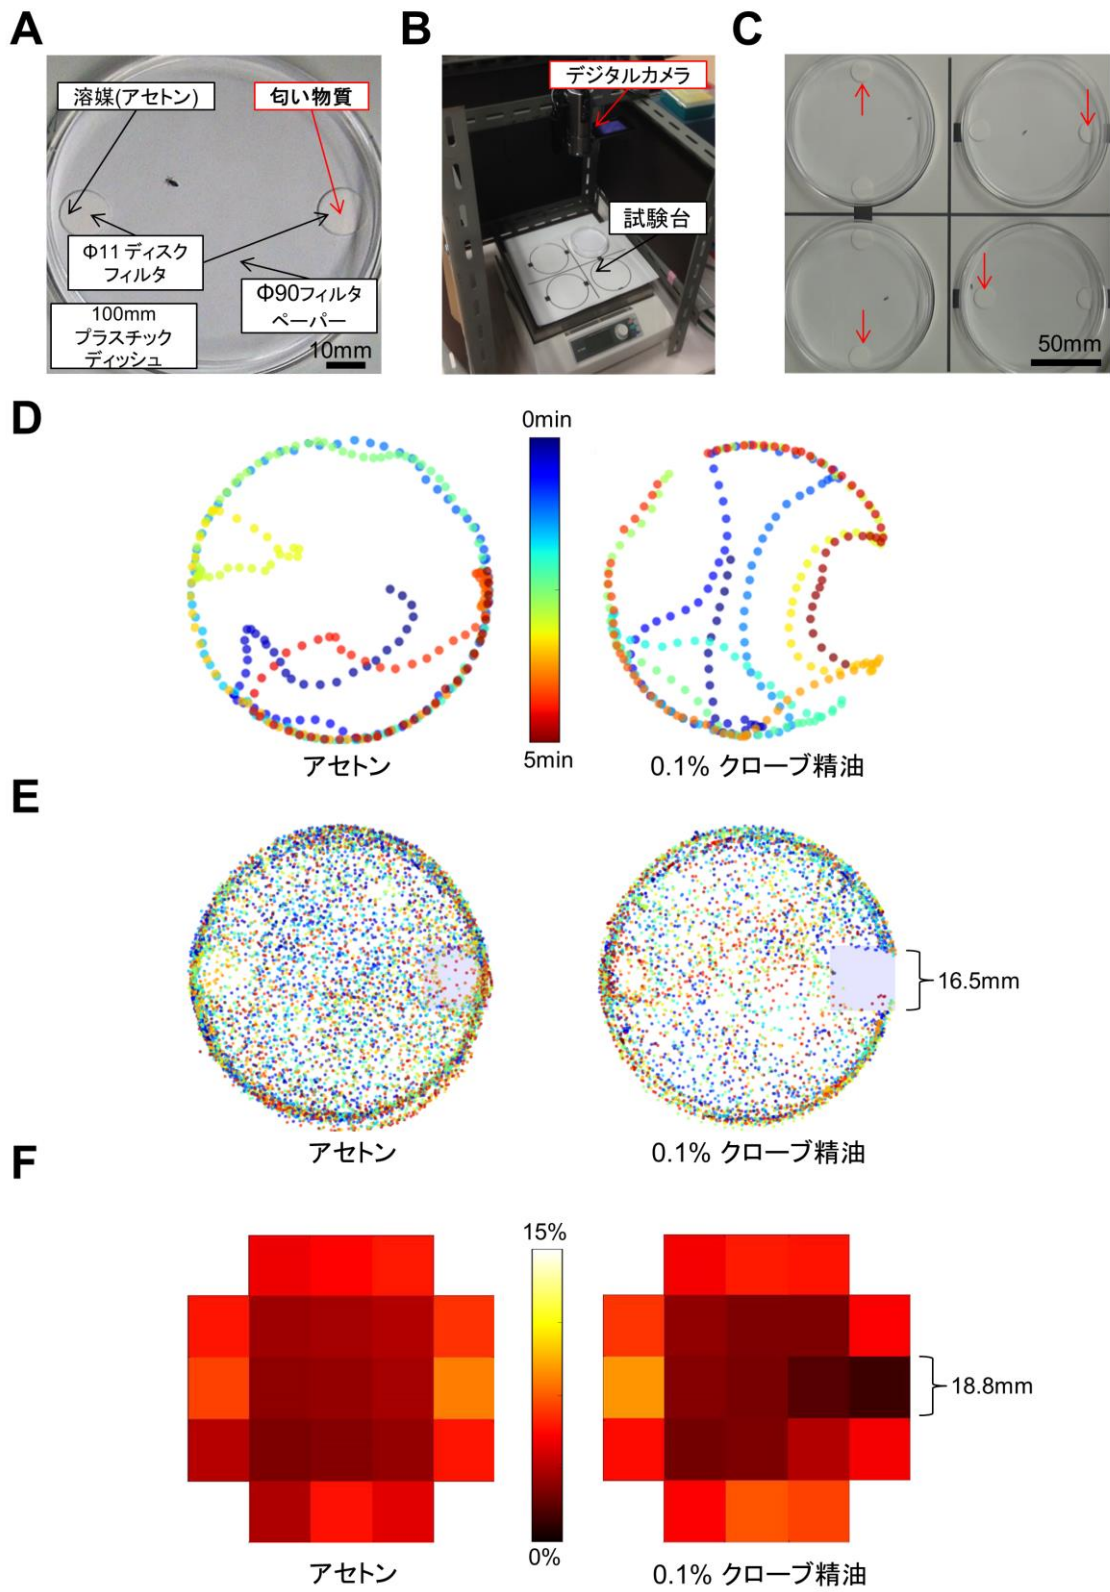 A
B
C
溶媒(アセトン)
匂い物質
Φ11 ディスク
フィルタ
Φ90フィルタ
ペーパー
100mm
プラスチック
ディッシュ
10mm
デジタルカメラ
試験台
50mm
D
0min
5min
アセトン
0.1% クローブ精油
E
16.5mm
アセトン
0.1% クローブ精油
F
15%
0%
18.8mm
アセトン
0.1% クローブ精油